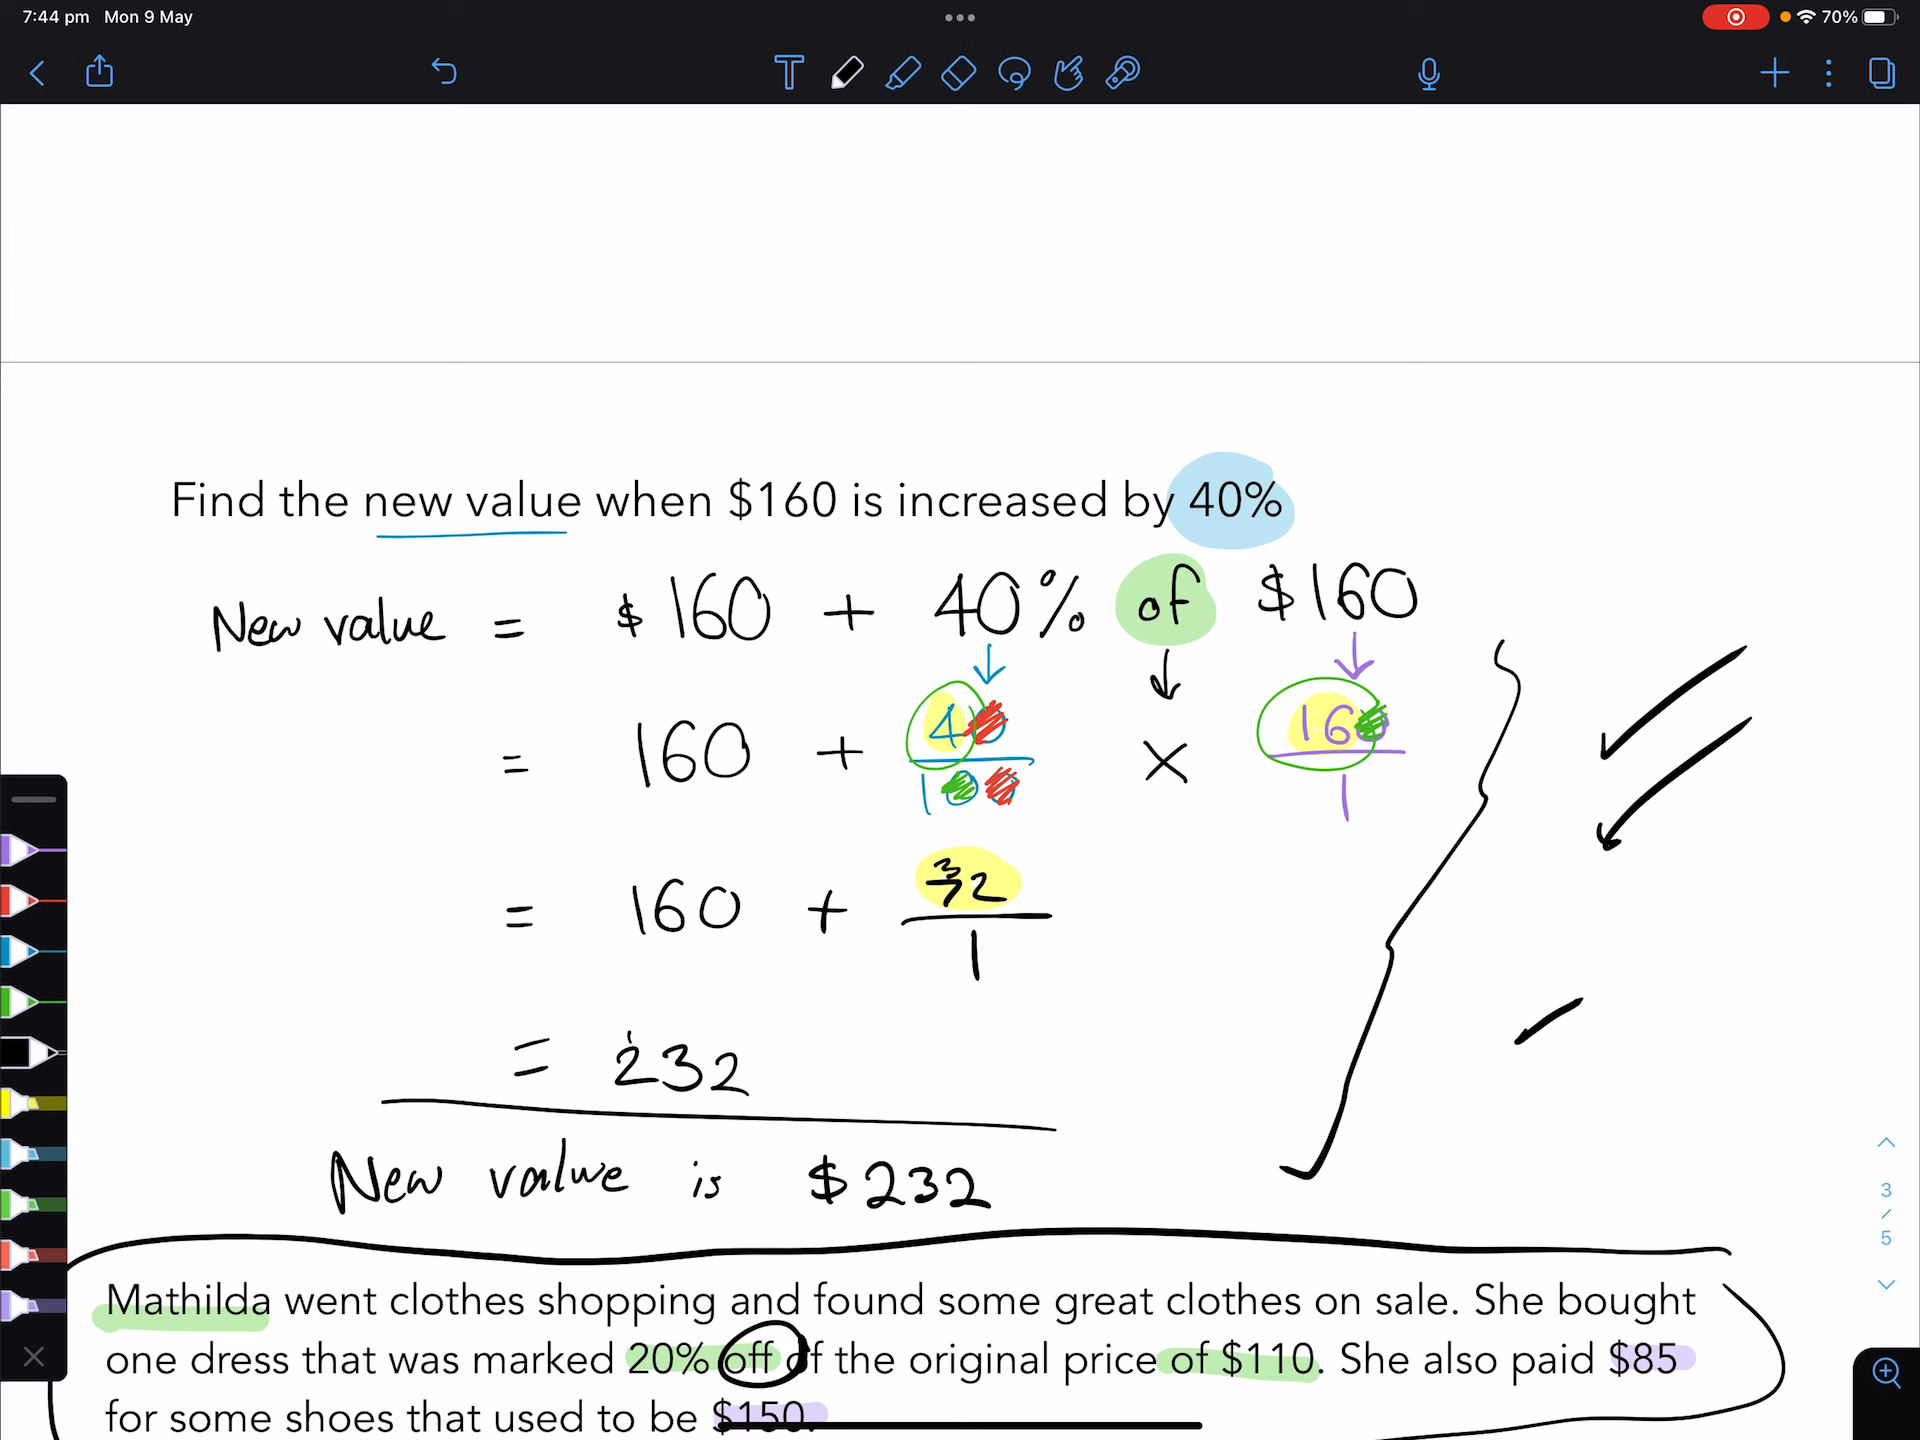 7:44 pm Mon 9 May
70%
T
Find the new value when $160 is increased by 40%
New value = $160 + 40% of $160
= 160 + 40/100 × 160/1
= 160 + 32/1
= 232
New value is $232
3
/
5
Mathilda went clothes shopping and found some great clothes on sale. She bought
one dress that was marked 20% off of the original price of $110. She also paid $85
for some shoes that used to be $150.